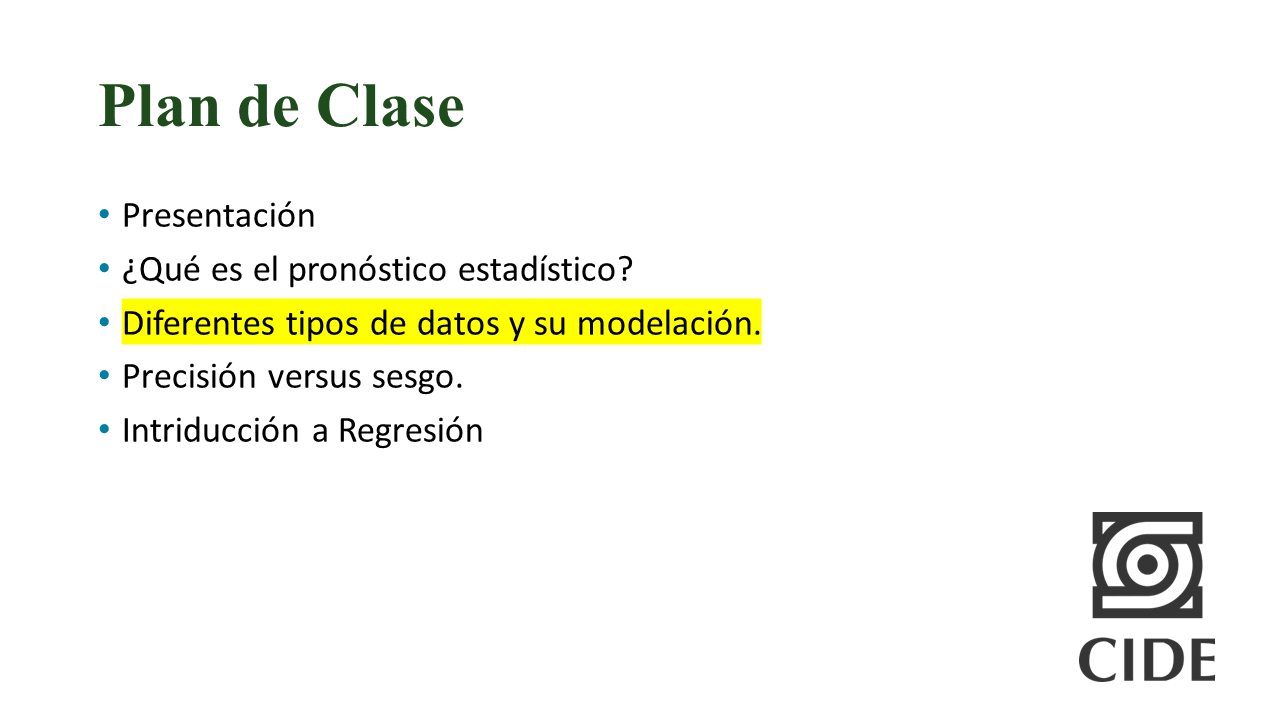 Plan de Clase
• Presentación
• ¿Qué es el pronóstico estadístico?
• Diferentes tipos de datos y su modelación.
• Precisión versus sesgo.
• Intriducción a Regresión
CIDE